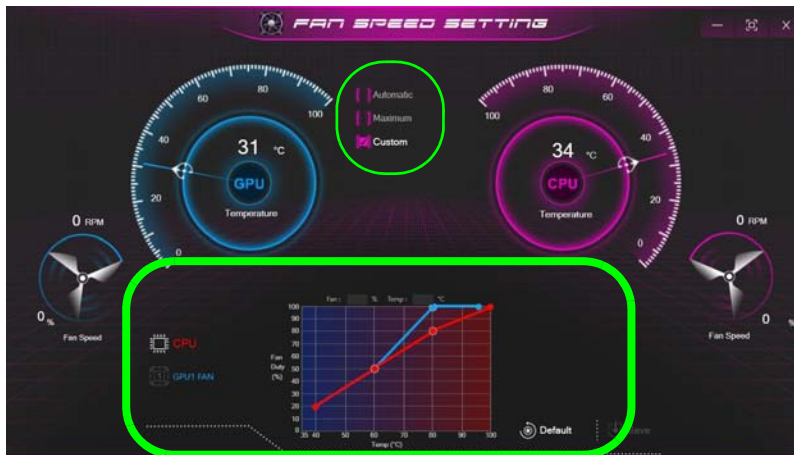 FAN SPEED SETTING
60
80
100
40
20
0
31 °C
GPU
Temperature
Automatic
Maximum
Custom
80
60
100
40
20
0
34 °C
CPU
Temperature
0 RPM
0 %
Fan Speed
0 RPM
0 %
Fan Speed
Fan : % Temp : °C
CPU
GPU1 FAN
Fan
Duty
(%)
100
90
80
70
60
50
40
30
20
10
0
35 40 50 60 70 80 90 100
Temp (°C)
Default